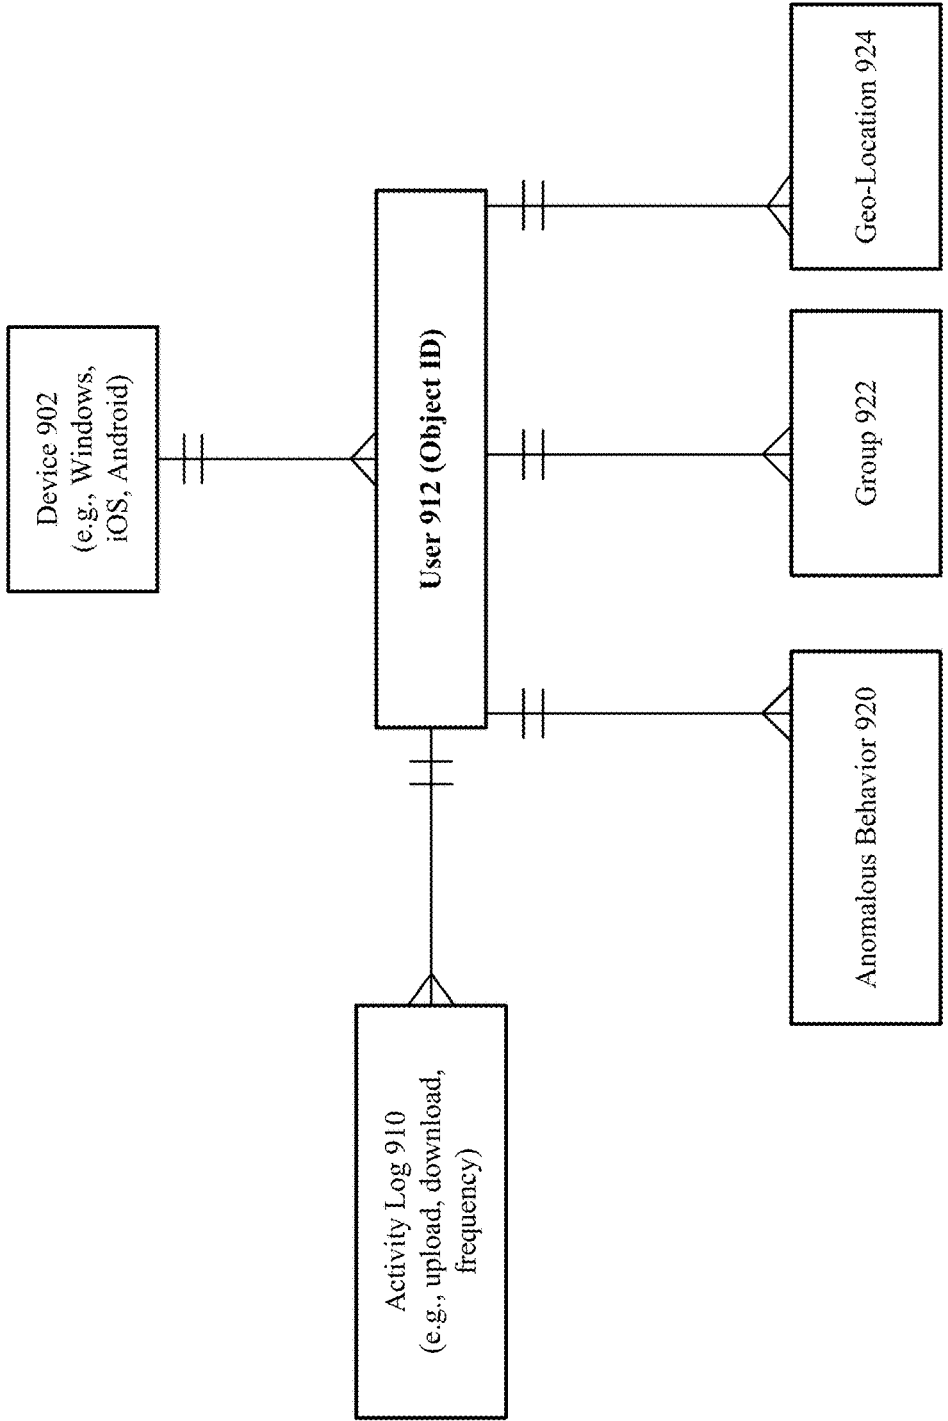 Device 902
(e.g., Windows,
iOS, Android)
Activity Log 910
(e.g., upload, download,
frequency)
User 912 (Object ID)
Anomalous Behavior 920
Group 922
Geo-Location 924